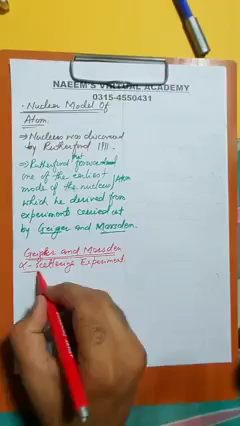 NAEEM'S VIRTUAL ACADEMY
0315-4550431
· Nuclear Model Of
Atom.
⇒ Nucleus was discovered
by Rutherford 1911 -
⇒ Rutherford put forward
one of the earliest
mode of the nucleus/Atom
which he derived from
experiments carried out
by Geiger and Marsden.
Geiger and Marsden
α - Scattering Experiment